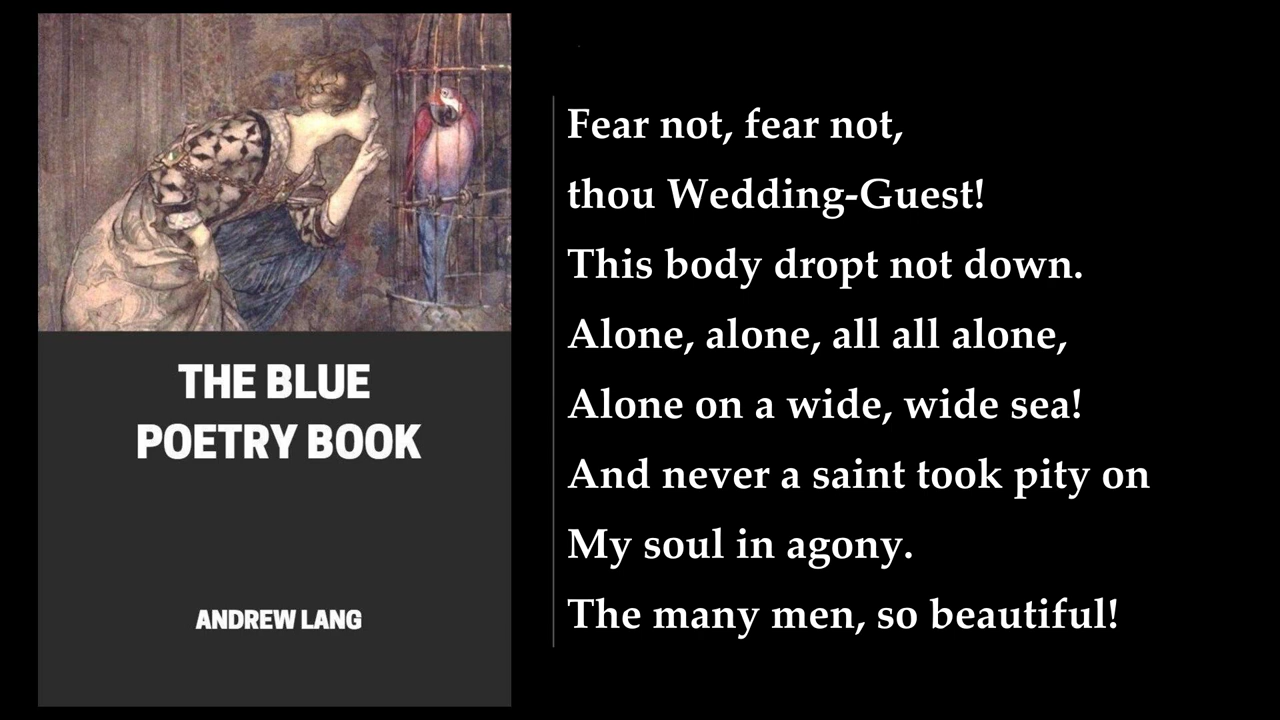 THE BLUE
POETRY BOOK
ANDREW LANG
Fear not, fear not,
thou Wedding-Guest!
This body dropt not down.
Alone, alone, all all alone,
Alone on a wide, wide sea!
And never a saint took pity on
My soul in agony.
The many men, so beautiful!